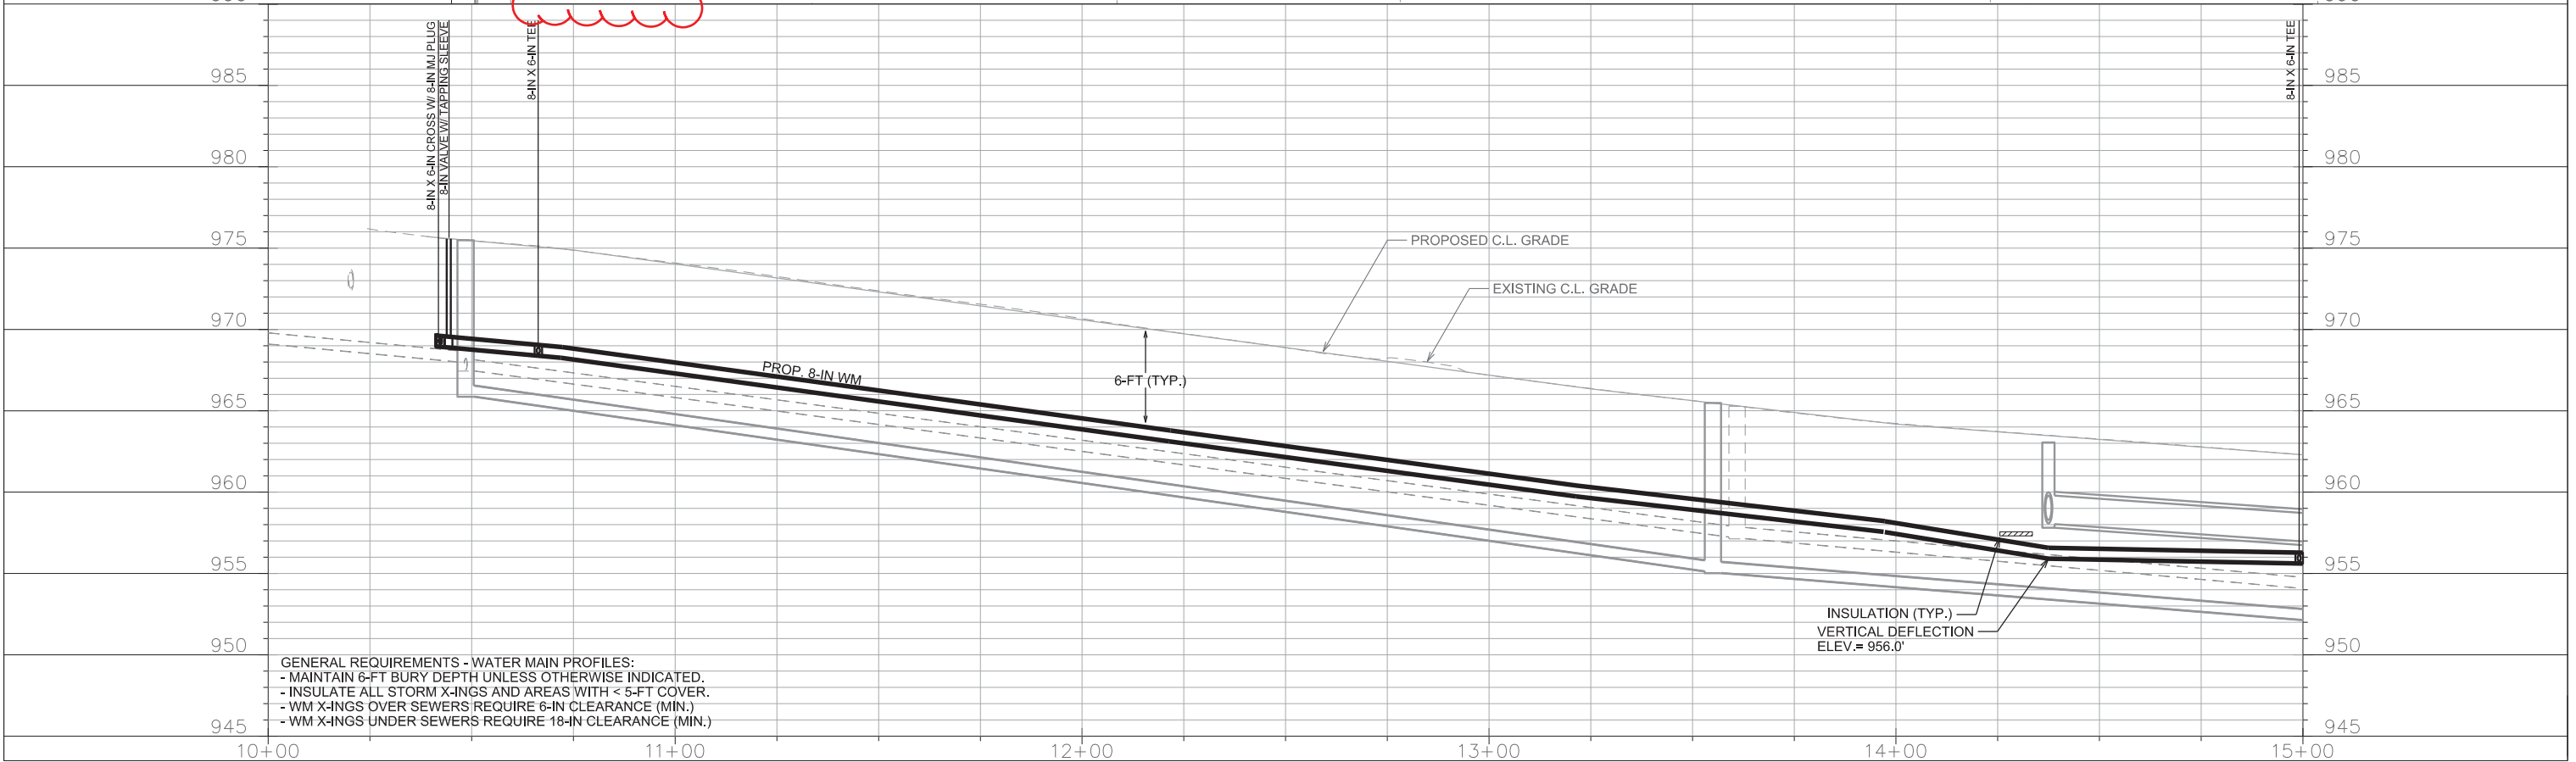 8-IN X 6-IN CROSS W/ 8-IN MJ PLUG
8-IN VALVE W/ TAPPING SLEEVE
8-IN X 6-IN TEE
8-IN X 6-IN TEE
985
985
980
980
975
975
PROPOSED C.L. GRADE
EXISTING C.L. GRADE
970
970
PROP. 8-IN WM
6-FT (TYP.)
965
965
960
960
955
955
INSULATION (TYP.)
VERTICAL DEFLECTION
ELEV.= 956.0'
950
950
GENERAL REQUIREMENTS - WATER MAIN PROFILES:
- MAINTAIN 6-FT BURY DEPTH UNLESS OTHERWISE INDICATED.
- INSULATE ALL STORM X-INGS AND AREAS WITH < 5-FT COVER.
- WM X-INGS OVER SEWERS REQUIRE 6-IN CLEARANCE (MIN.)
- WM X-INGS UNDER SEWERS REQUIRE 18-IN CLEARANCE (MIN.)
945
945
10+00
11+00
12+00
13+00
14+00
15+00